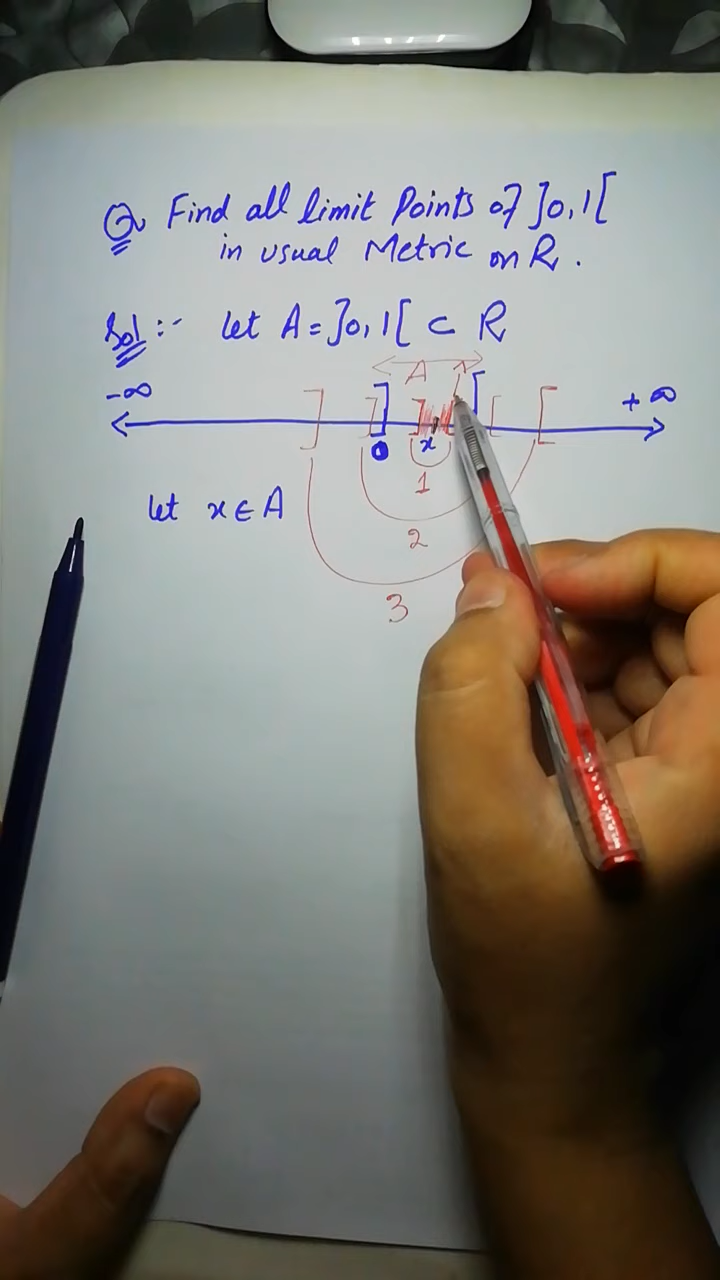 Q Find all limit Points of ]0,1[
in usual Metric on R.
Sol :- let A = ]0,1[ ⊂ R
A
-∞ ] ] ] ] [ [ [ +∞
0 x
1
let x ∈ A
2
3